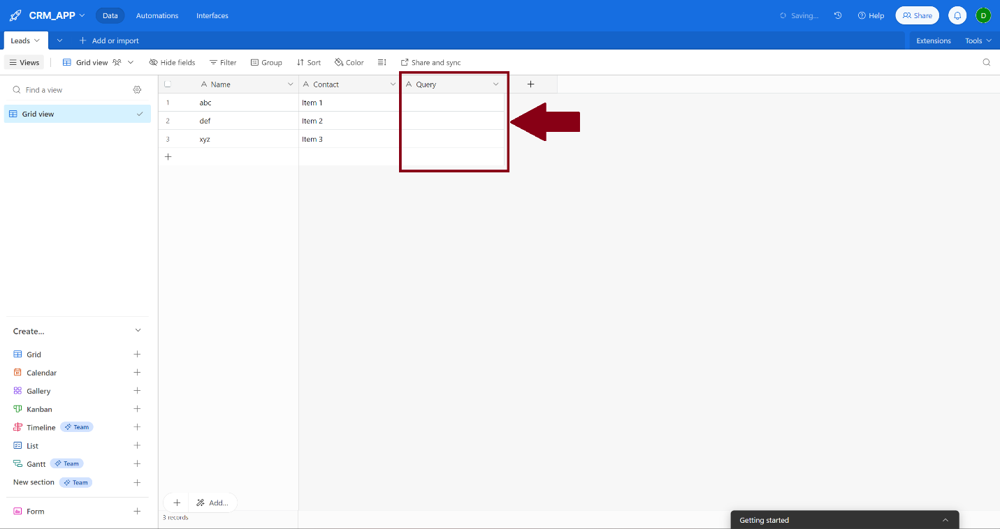 CRM_APP Data Automations Interfaces Saving... Help Share D
Leads Add or import Extensions Tools
Views Grid view Hide fields Filter Group Sort Color Share and sync
Find a view
Grid view
A Name A Contact A Query
1 abc Item 1
2 def Item 2
3 xyz Item 3
Create...
Grid
31 Calendar
Gallery
Kanban
Timeline Team
List
Gantt Team
New section Team
Form
Add...
3 records
Getting started